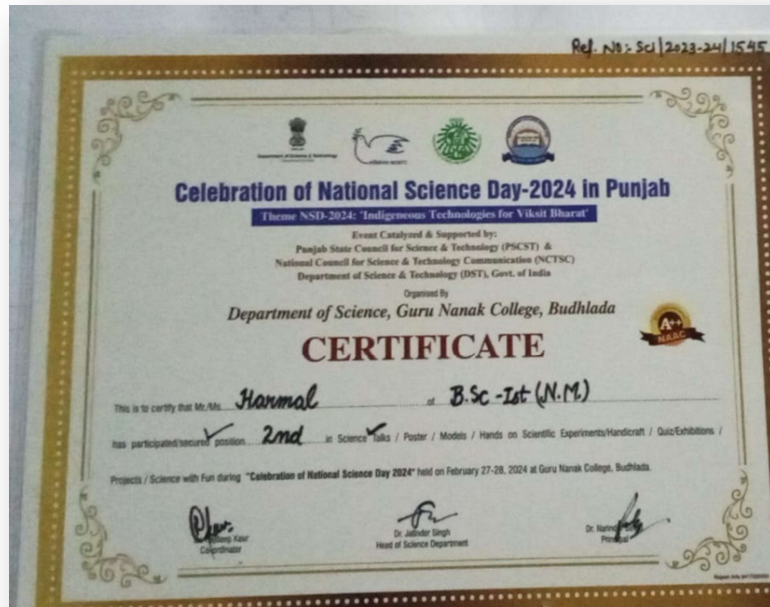 Ref. No:- Sci/2023-24/1545
Department of Science & Technology
Celebration of National Science Day-2024 in Punjab
Theme NSD-2024: 'Indigeneous Technologies for Viksit Bharat'
Event Catalyzed & Supported by:
Punjab State Council for Science & Technology (PSCST) &
National Council for Science & Technology Communication (NCTSC)
Department of Science & Technology (DST), Govt. of India
Organised By
Department of Science, Guru Nanak College, Budhlada
A++
NAAC
CERTIFICATE
This is to certify that Mr./Ms. Harmal of B.Sc-Ist (N.M.)
has participated/secured position 2nd in Science Talks / Poster / Models / Hands on Scientific Experiments/Handicraft / Quiz/Exhibitions /
Projects / Science with Fun during "Celebration of National Science Day 2024" held on February 27-28, 2024 at Guru Nanak College, Budhlada.
Kaur
Coordinator
Dr. Jatinder Singh
Head of Science Department
Dr.
Principal